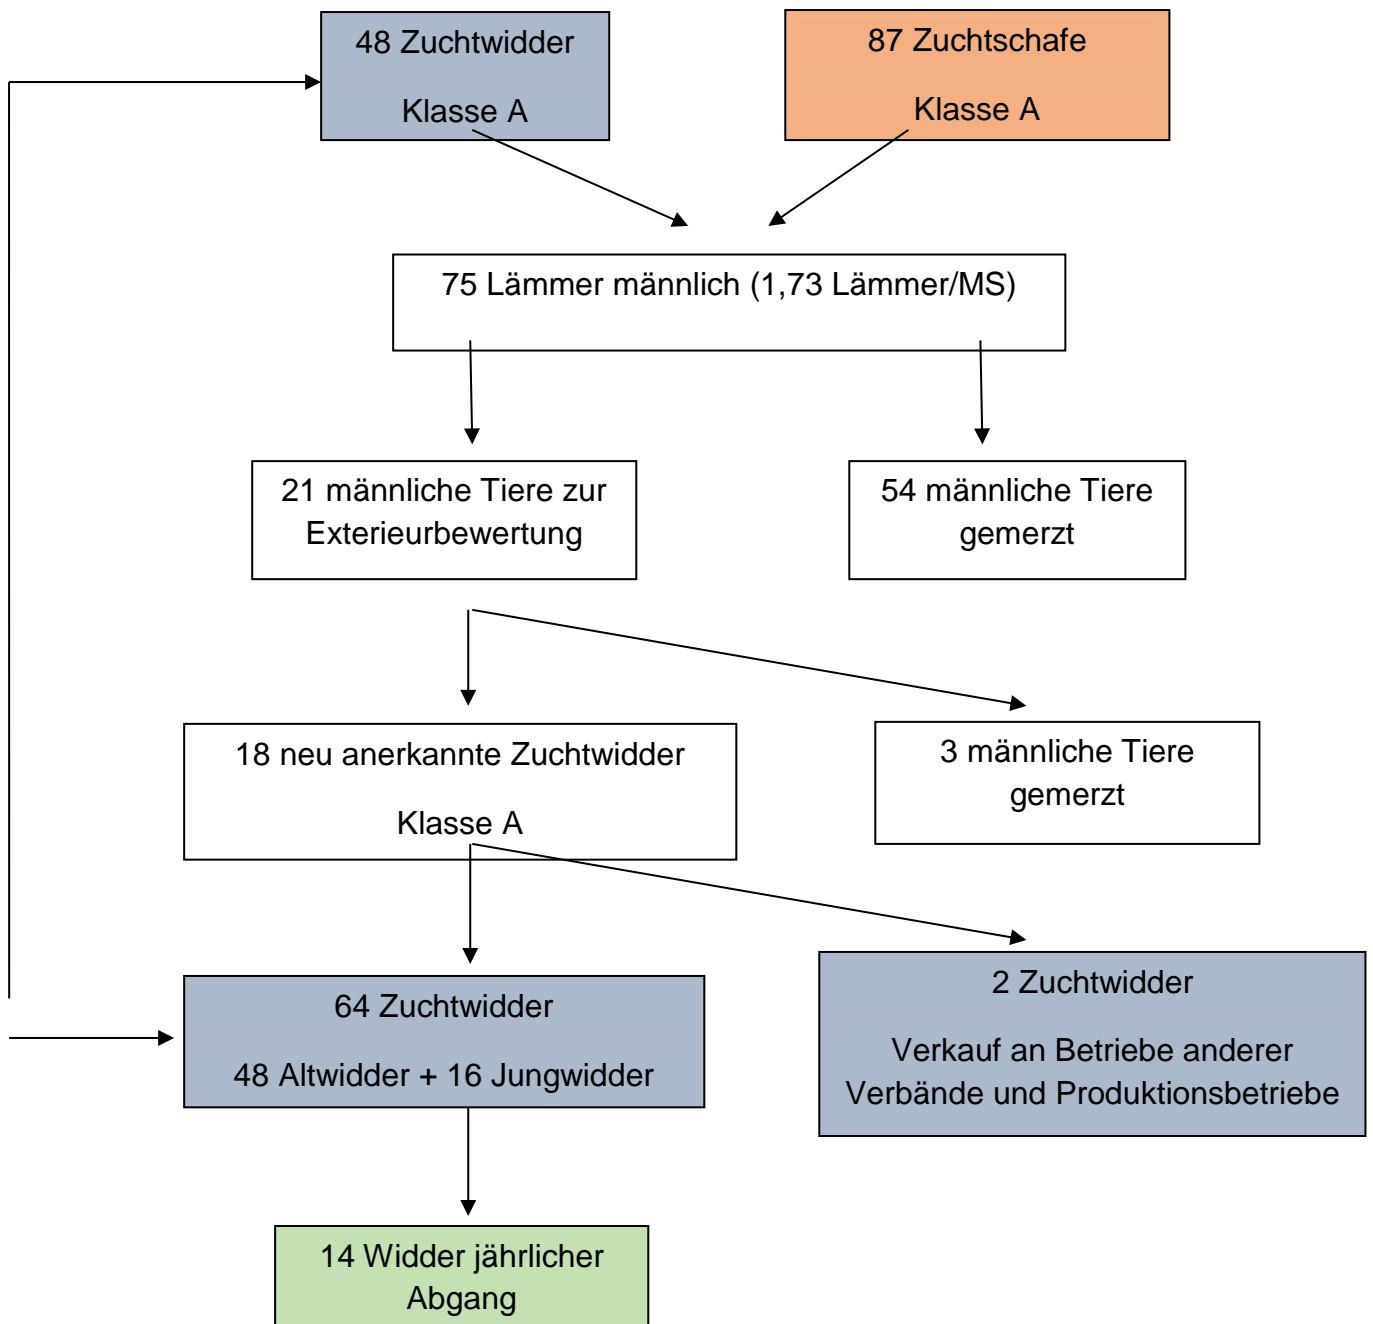 48 Zuchtwidder
Klasse A
87 Zuchtschafe
Klasse A
75 Lämmer männlich (1,73 Lämmer/MS)
21 männliche Tiere zur
Exterieurbewertung
54 männliche Tiere
gemerzt
18 neu anerkannte Zuchtwidder
Klasse A
3 männliche Tiere
gemerzt
64 Zuchtwidder
48 Altwidder + 16 Jungwidder
2 Zuchtwidder
Verkauf an Betriebe anderer
Verbände und Produktionsbetriebe
14 Widder jährlicher
Abgang